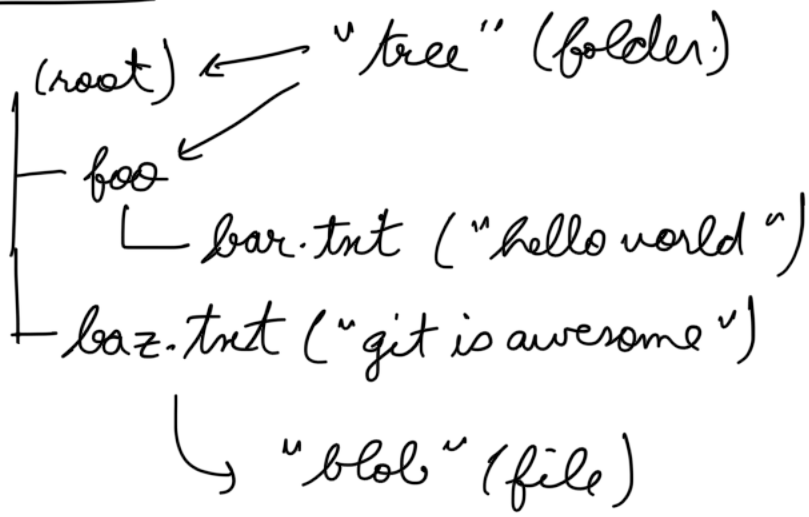 (root) "tree" (folder)
foo
bar.txt ("hello world")
baz.txt ("git is awesome")
"blob" (file)